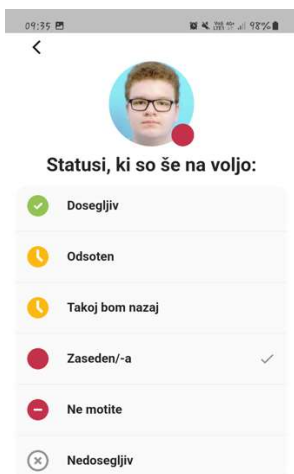 09:35
98%
Statusi, ki so še na voljo:
Dosegljiv
Odsoten
Takoj bom nazaj
Zaseden/-a
Ne motite
Nedosegljiv